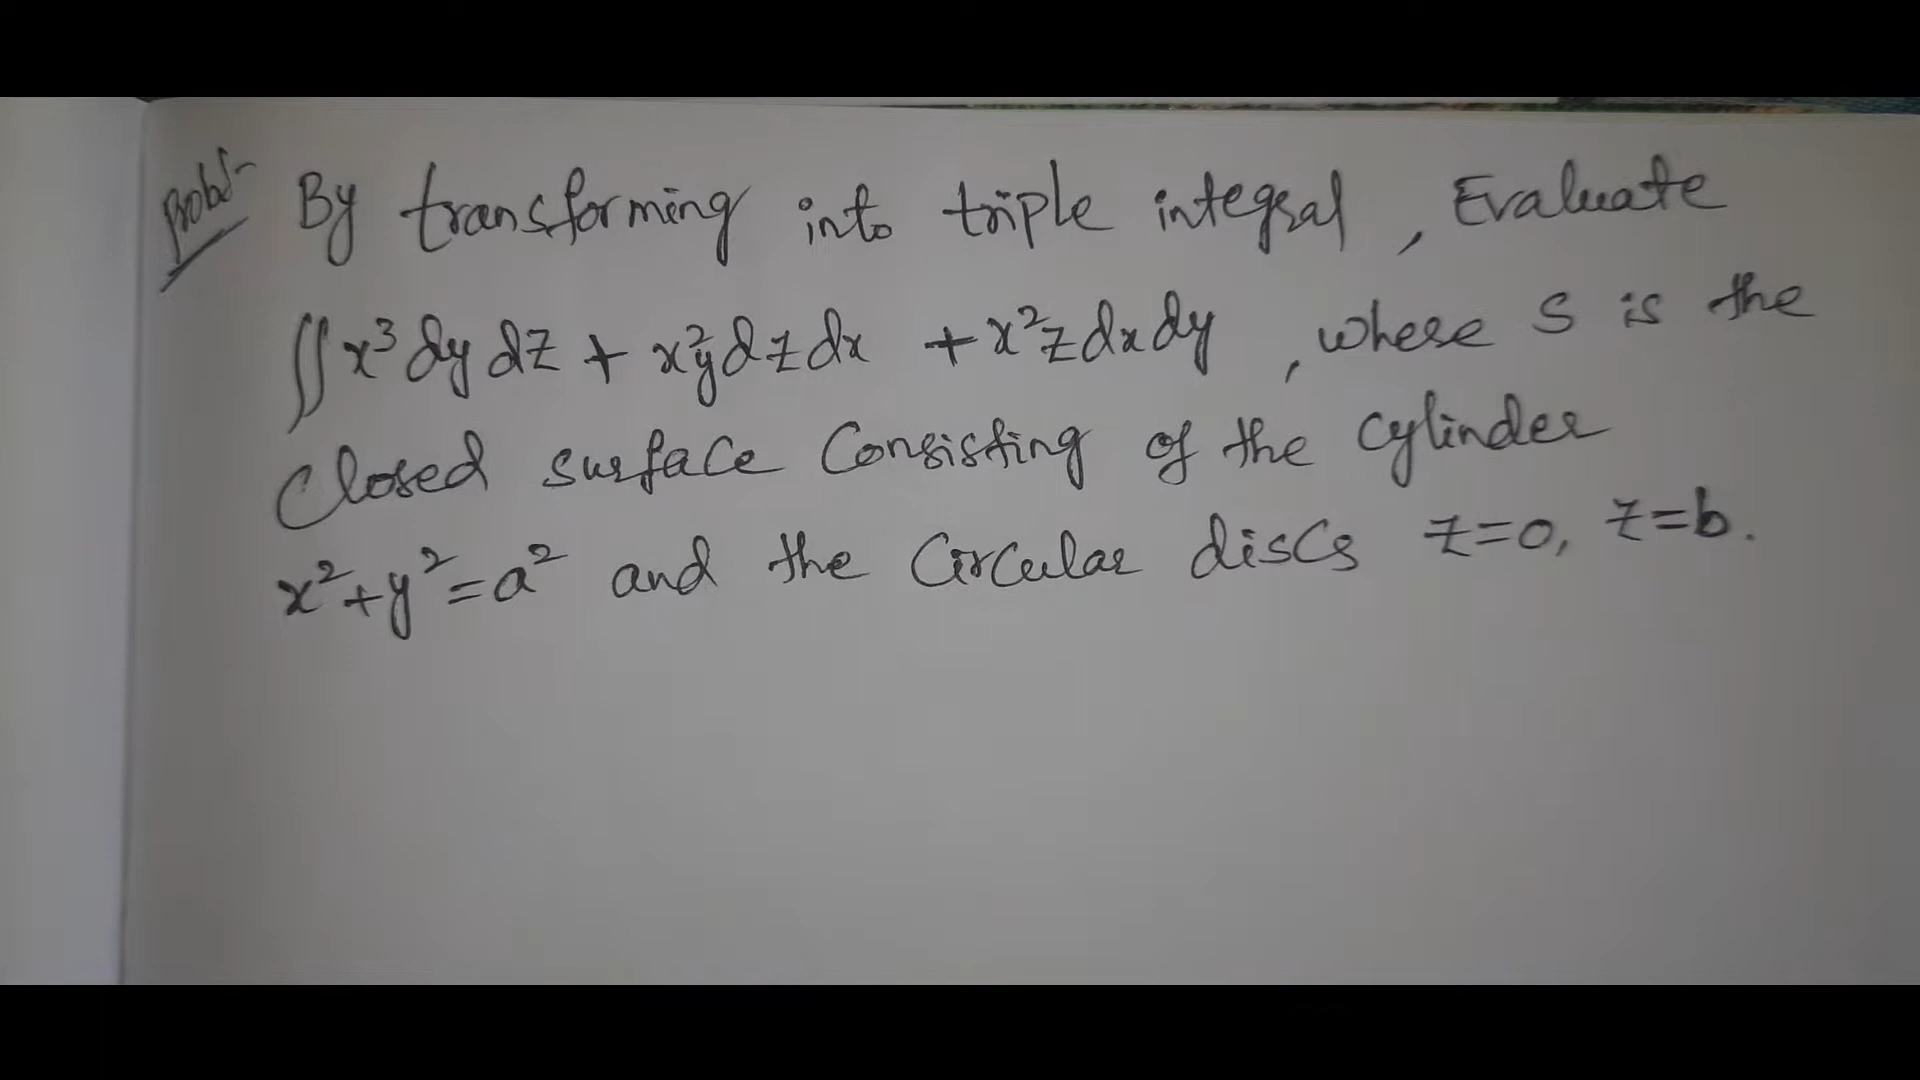 Prob:- By transforming into triple integral, Evaluate
∬ x³ dy dz + x²y dz dx + x²z dx dy, where S is the
Closed surface Consisting of the Cylinder
x²+y²=a² and the Circular discs z=0, z=b.